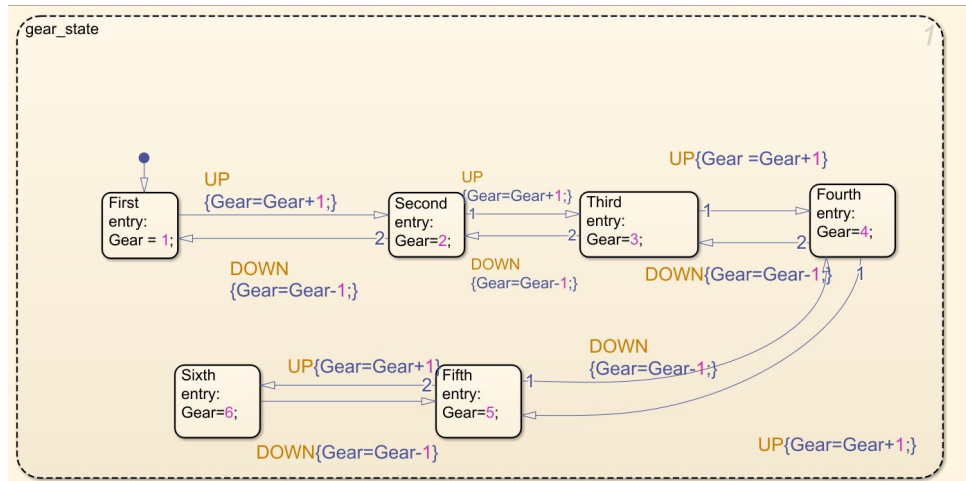 gear_state
1
UP{Gear =Gear+1}
UP
{Gear=Gear+1;}
UP
{Gear=Gear+1;}
First
entry:
Gear = 1;
Second
entry:
Gear=2;
Third
entry:
Gear=3;
Fourth
entry:
Gear=4;
1
2
1
2
1
2
1
DOWN
{Gear=Gear-1;}
DOWN
{Gear=Gear-1;}
DOWN{Gear=Gear-1;}
DOWN
{Gear=Gear-1;}
UP{Gear=Gear+1}
Sixth
entry:
Gear=6;
Fifth
entry:
Gear=5;
2
1
DOWN{Gear=Gear-1}
UP{Gear=Gear+1;}